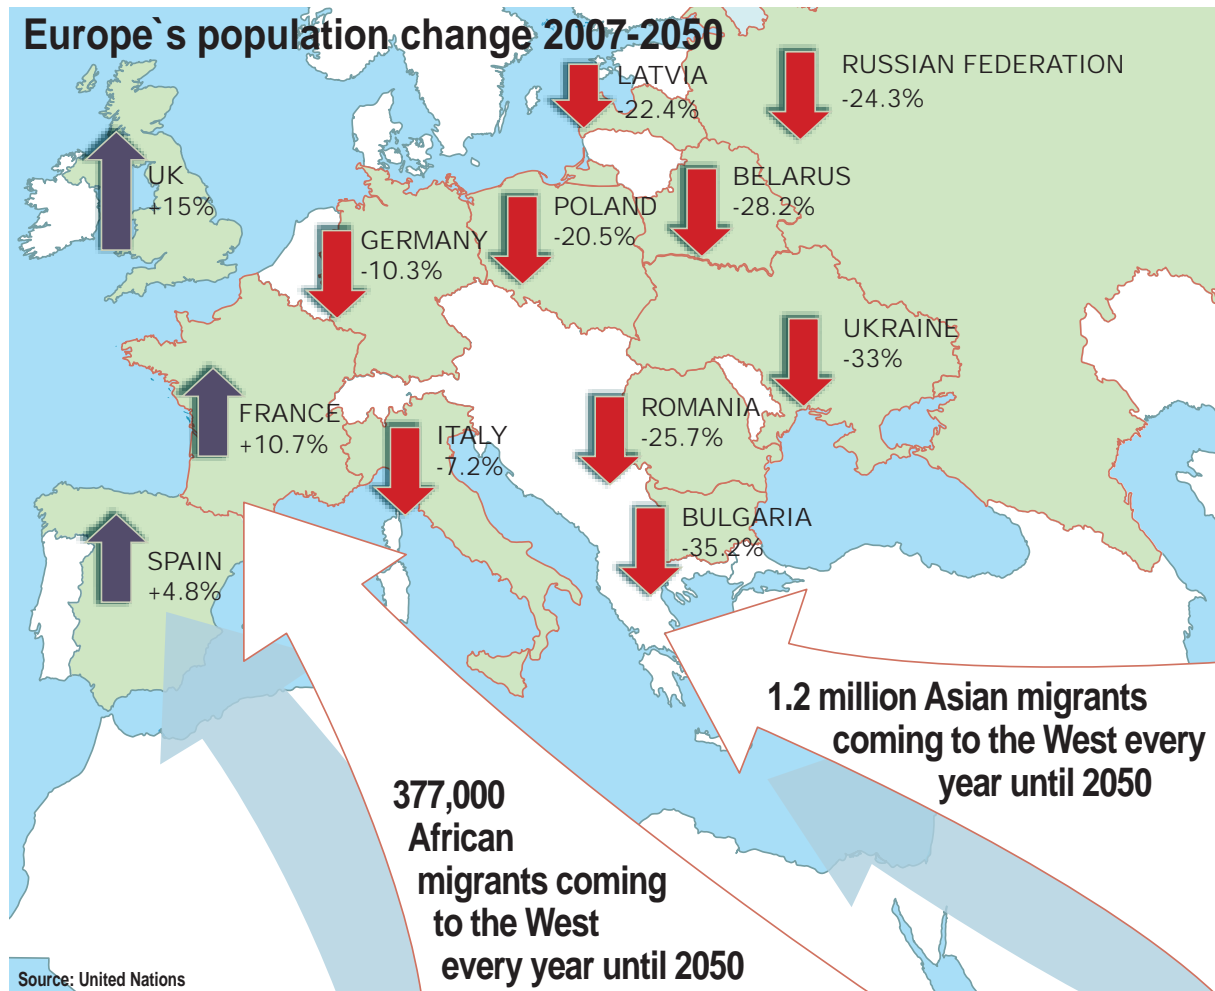 Europe`s population change 2007-2050
LATVIA
-22.4%
RUSSIAN FEDERATION
-24.3%
UK
+15%
BELARUS
-28.2%
POLAND
-20.5%
GERMANY
-10.3%
UKRAINE
-33%
FRANCE
+10.7%
ROMANIA
-25.7%
ITALY
-7.2%
BULGARIA
-35.2%
SPAIN
+4.8%
1.2 million Asian migrants
coming to the West every
year until 2050
377,000
African
migrants coming
to the West
every year until 2050
Source: United Nations